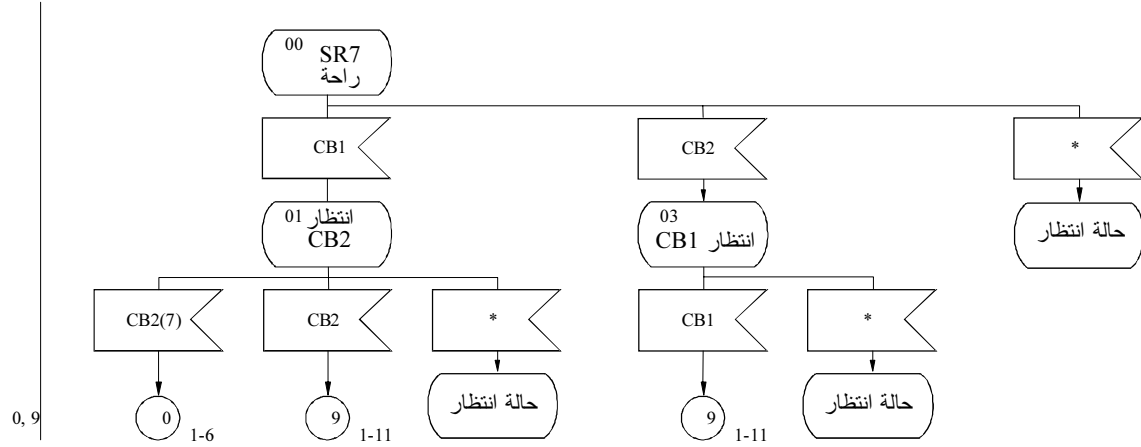 00
SR7
راحة
CB1
CB2
*
01 انتظار
CB2
03
انتظار CB1
حالة انتظار
CB2(7)
CB2
*
CB1
*
0
1-6
9
1-11
حالة انتظار
9
1-11
حالة انتظار
0, 9